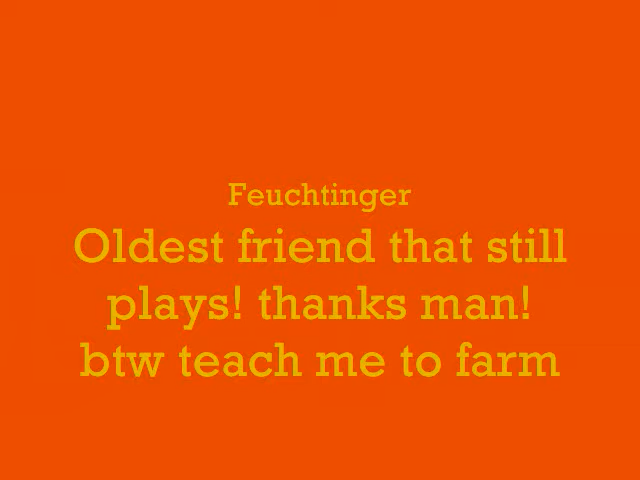 Feuchtinger
Oldest friend that still
plays! thanks man!
btw teach me to farm